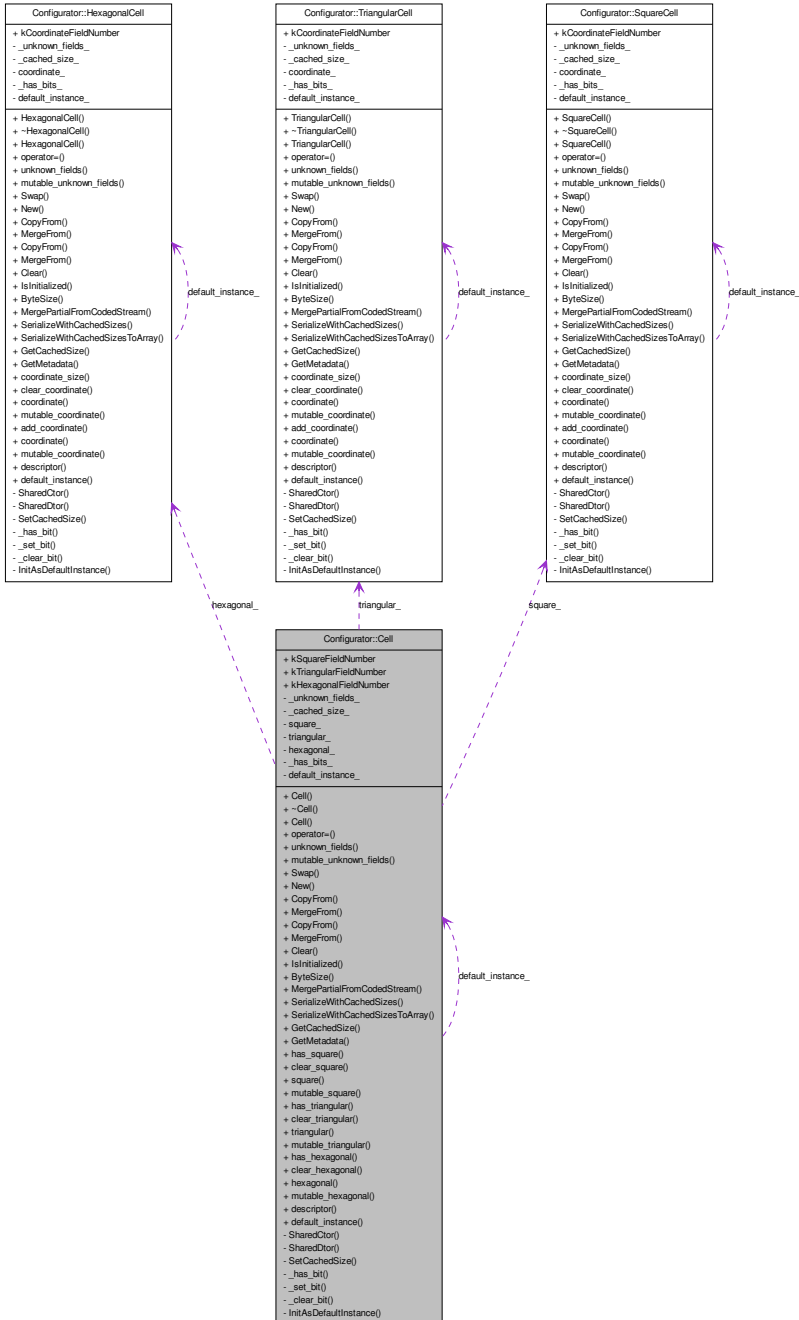 Configurator::HexagonalCell
+ kCoordinateFieldNumber
- _unknown_fields_
- _cached_size_
- coordinate_
- _has_bits_
- default_instance_
+ HexagonalCell()
+ ~HexagonalCell()
+ HexagonalCell()
+ operator=()
+ unknown_fields()
+ mutable_unknown_fields()
+ Swap()
+ New()
+ CopyFrom()
+ MergeFrom()
+ CopyFrom()
+ MergeFrom()
+ Clear()
+ IsInitialized()
+ ByteSize()
+ MergePartialFromCodedStream()
+ SerializeWithCachedSizes()
+ SerializeWithCachedSizesToArray()
+ GetCachedSize()
+ GetMetadata()
+ coordinate_size()
+ clear_coordinate()
+ coordinate()
+ mutable_coordinate()
+ add_coordinate()
+ coordinate()
+ mutable_coordinate()
+ descriptor()
+ default_instance()
- SharedCtor()
- SharedDtor()
- SetCachedSize()
- _has_bit()
- _set_bit()
- _clear_bit()
- InitAsDefaultInstance()
default_instance_
Configurator::TriangularCell
+ kCoordinateFieldNumber
- _unknown_fields_
- _cached_size_
- coordinate_
- _has_bits_
- default_instance_
+ TriangularCell()
+ ~TriangularCell()
+ TriangularCell()
+ operator=()
+ unknown_fields()
+ mutable_unknown_fields()
+ Swap()
+ New()
+ CopyFrom()
+ MergeFrom()
+ CopyFrom()
+ MergeFrom()
+ Clear()
+ IsInitialized()
+ ByteSize()
+ MergePartialFromCodedStream()
+ SerializeWithCachedSizes()
+ SerializeWithCachedSizesToArray()
+ GetCachedSize()
+ GetMetadata()
+ coordinate_size()
+ clear_coordinate()
+ coordinate()
+ mutable_coordinate()
+ add_coordinate()
+ coordinate()
+ mutable_coordinate()
+ descriptor()
+ default_instance()
- SharedCtor()
- SharedDtor()
- SetCachedSize()
- _has_bit()
- _set_bit()
- _clear_bit()
- InitAsDefaultInstance()
default_instance_
Configurator::SquareCell
+ kCoordinateFieldNumber
- _unknown_fields_
- _cached_size_
- coordinate_
- _has_bits_
- default_instance_
+ SquareCell()
+ ~SquareCell()
+ SquareCell()
+ operator=()
+ unknown_fields()
+ mutable_unknown_fields()
+ Swap()
+ New()
+ CopyFrom()
+ MergeFrom()
+ CopyFrom()
+ MergeFrom()
+ Clear()
+ IsInitialized()
+ ByteSize()
+ MergePartialFromCodedStream()
+ SerializeWithCachedSizes()
+ SerializeWithCachedSizesToArray()
+ GetCachedSize()
+ GetMetadata()
+ coordinate_size()
+ clear_coordinate()
+ coordinate()
+ mutable_coordinate()
+ add_coordinate()
+ coordinate()
+ mutable_coordinate()
+ descriptor()
+ default_instance()
- SharedCtor()
- SharedDtor()
- SetCachedSize()
- _has_bit()
- _set_bit()
- _clear_bit()
- InitAsDefaultInstance()
default_instance_
hexagonal_
triangular_
square_
Configurator::Cell
+ kSquareFieldNumber
+ kTriangularFieldNumber
+ kHexagonalFieldNumber
- _unknown_fields_
- _cached_size_
- square_
- triangular_
- hexagonal_
- _has_bits_
- default_instance_
+ Cell()
+ ~Cell()
+ Cell()
+ operator=()
+ unknown_fields()
+ mutable_unknown_fields()
+ Swap()
+ New()
+ CopyFrom()
+ MergeFrom()
+ CopyFrom()
+ MergeFrom()
+ Clear()
+ IsInitialized()
+ ByteSize()
+ MergePartialFromCodedStream()
+ SerializeWithCachedSizes()
+ SerializeWithCachedSizesToArray()
+ GetCachedSize()
+ GetMetadata()
+ has_square()
+ clear_square()
+ square()
+ mutable_square()
+ has_triangular()
+ clear_triangular()
+ triangular()
+ mutable_triangular()
+ has_hexagonal()
+ clear_hexagonal()
+ hexagonal()
+ mutable_hexagonal()
+ descriptor()
+ default_instance()
- SharedCtor()
- SharedDtor()
- SetCachedSize()
- _has_bit()
- _set_bit()
- _clear_bit()
- InitAsDefaultInstance()
default_instance_